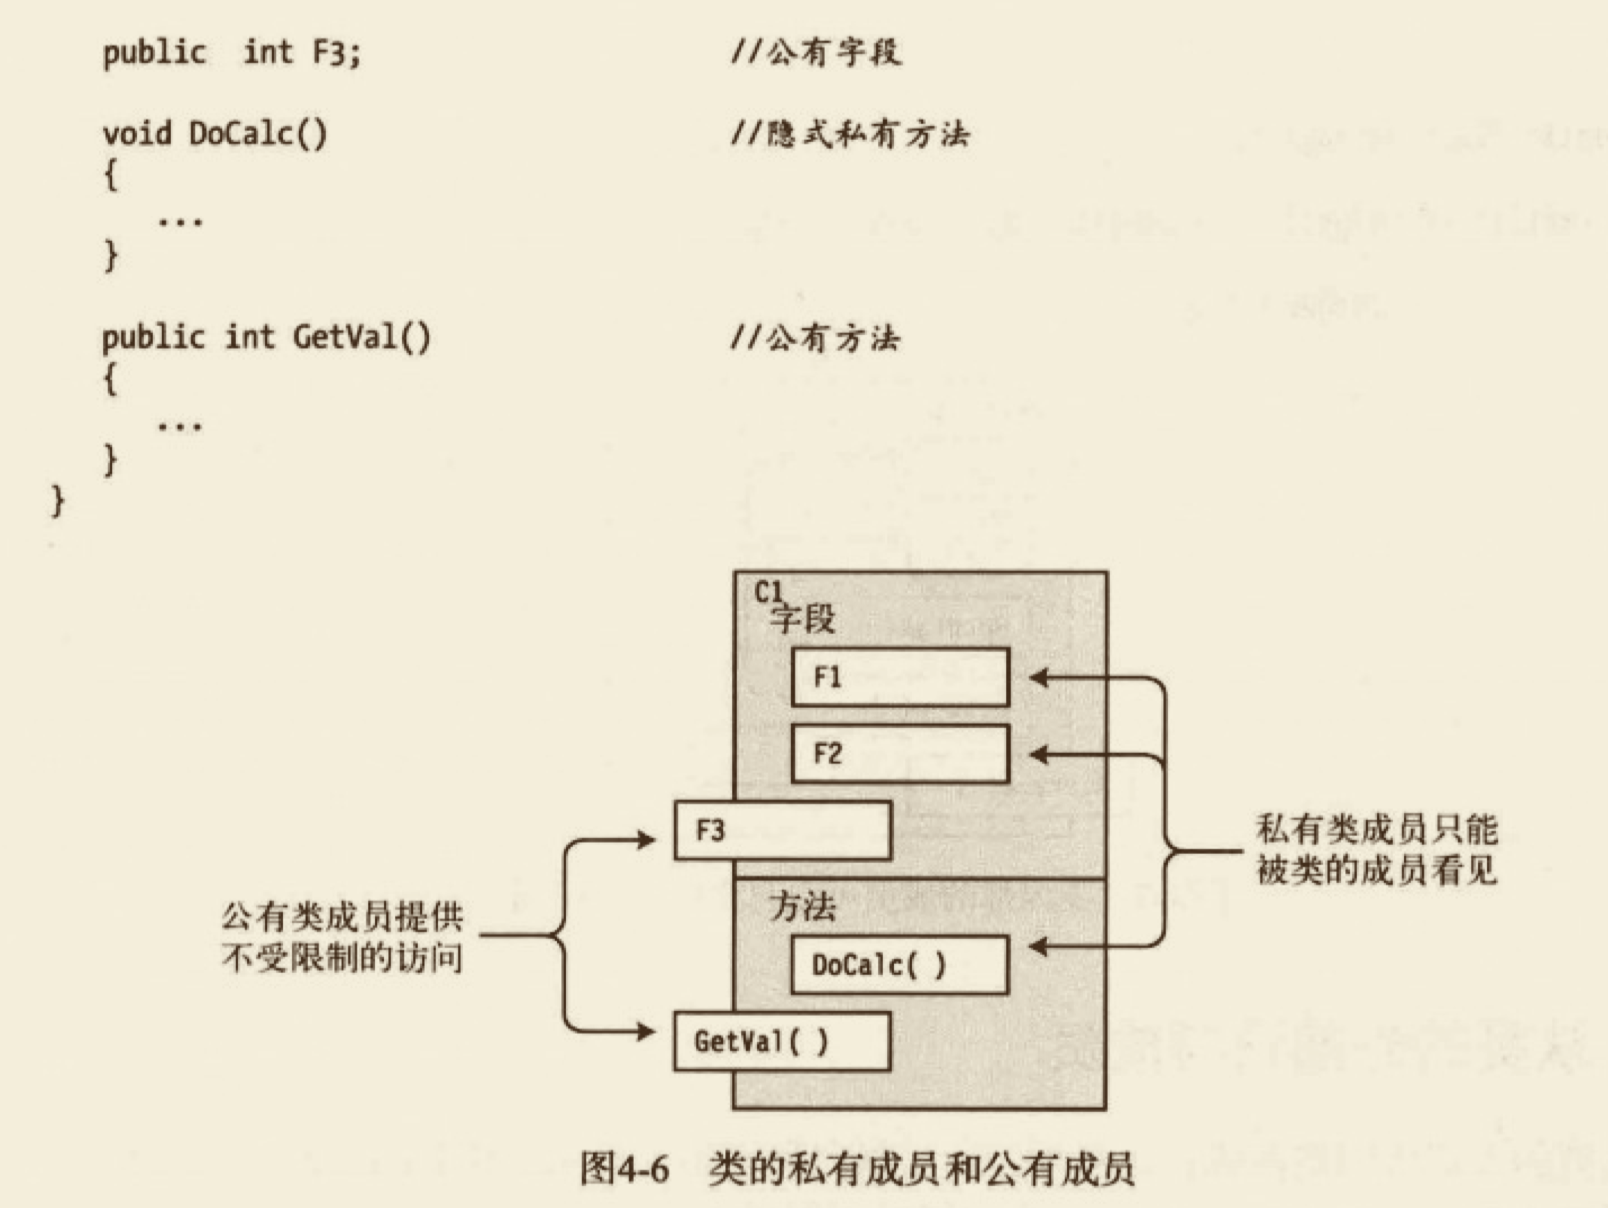 public  int F3;                    //公有字段
void DoCalc()                      //隐式私有方法
{
...
}
public int GetVal()                //公有方法
{
...
}
}
C1
字段
F1
F2
F3
私有类成员只能
被类的成员看见
公有类成员提供
不受限制的访问
方法
DoCalc( )
GetVal( )
图4-6 类的私有成员和公有成员